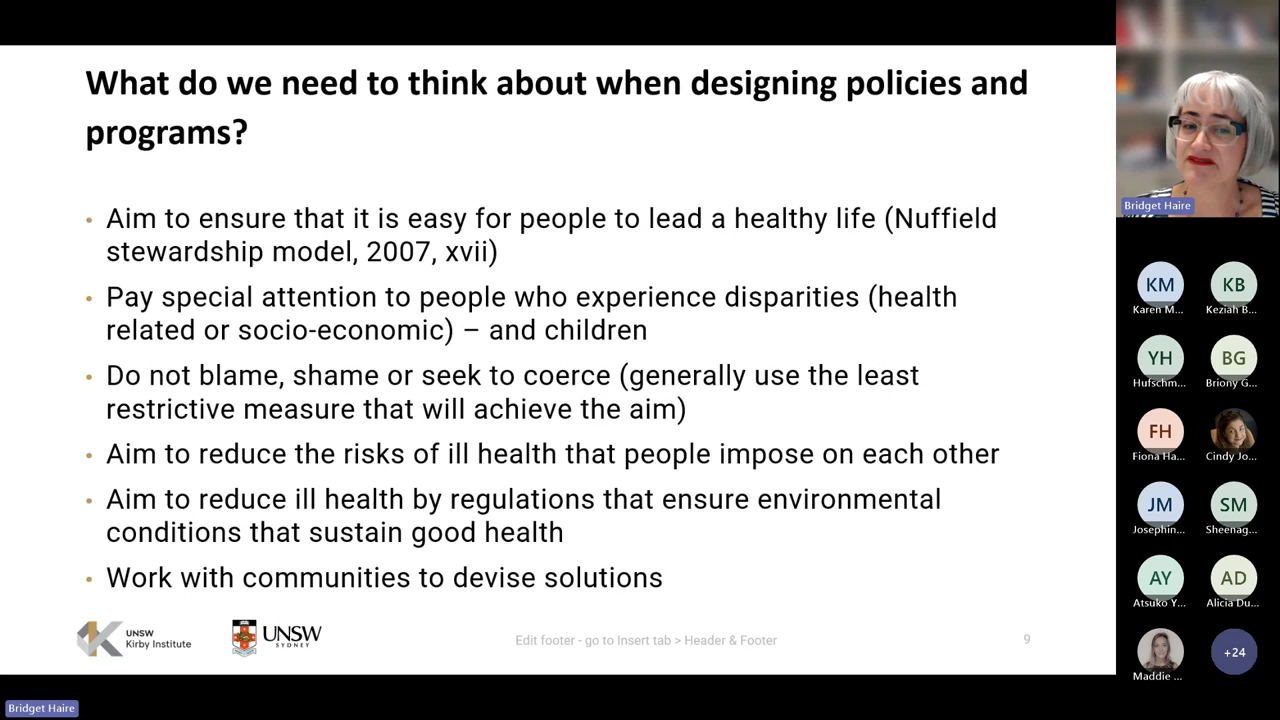 What do we need to think about when designing policies and
programs?
• Aim to ensure that it is easy for people to lead a healthy life (Nuffield
stewardship model, 2007, xvii)
• Pay special attention to people who experience disparities (health
related or socio-economic) – and children
• Do not blame, shame or seek to coerce (generally use the least
restrictive measure that will achieve the aim)
• Aim to reduce the risks of ill health that people impose on each other
• Aim to reduce ill health by regulations that ensure environmental
conditions that sustain good health
• Work with communities to devise solutions
UNSW
Kirby Institute
UNSW
SYDNEY
Edit footer - go to Insert tab > Header & Footer
9
Bridget Haire
KM
Karen M...
KB
Keziah B...
YH
Hufschm...
BG
Briony G...
FH
Fiona Ha...
Cindy Jo...
JM
Josephin...
SM
Sheenag...
AY
Atsuko Y...
AD
Alicia Du...
Maddie ...
+24
Bridget Haire